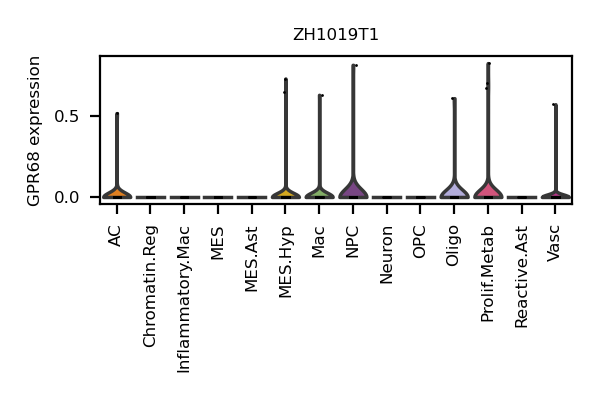 ZH1019T1
GPR68 expression
0.5
0.0
AC
Chromatin.Reg
Inflammatory.Mac
MES
MES.Ast
MES.Hyp
Mac
NPC
Neuron
OPC
Oligo
Prolif.Metab
Reactive.Ast
Vasc